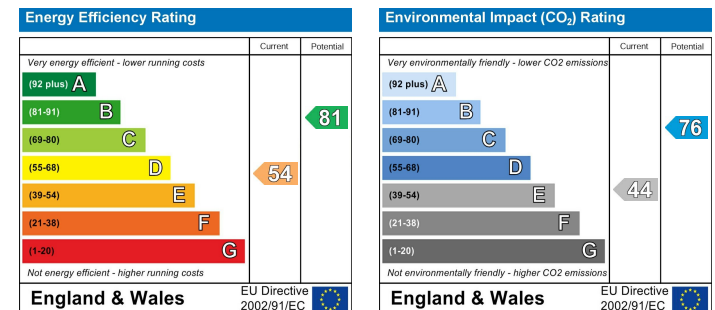 Energy Efficiency Rating
Current
Potential
Very energy efficient - lower running costs
(92 plus) A
(81-91) B
(69-80) C
(55-68) D
(39-54) E
(21-38) F
(1-20) G
54
81
Not energy efficient - higher running costs
England & Wales
EU Directive
2002/91/EC
Environmental Impact (CO₂) Rating
Current
Potential
Very environmentally friendly - lower CO2 emissions
(92 plus) A
(81-91) B
(69-80) C
(55-68) D
(39-54) E
(21-38) F
(1-20) G
44
76
Not environmentally friendly - higher CO2 emissions
England & Wales
EU Directive
2002/91/EC